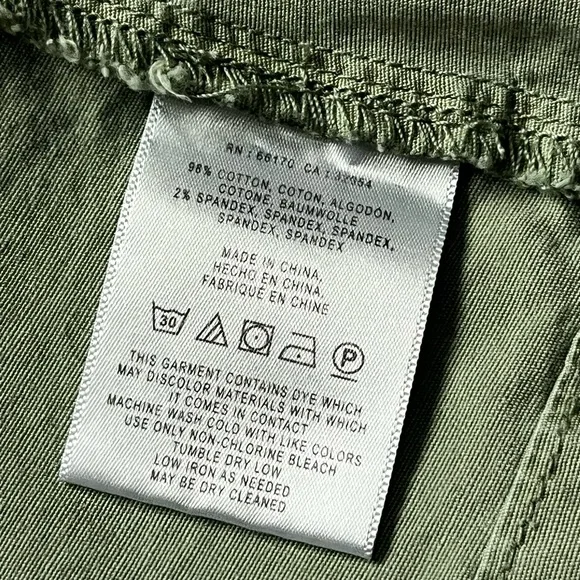 RN : 66170 CA : 32654
98% COTTON, COTON, ALGODÓN,
COTONE, BAUMWOLLE
2% SPANDEX, SPANDEX, SPANDEX,
SPANDEX, SPANDEX
MADE IN CHINA,
HECHO EN CHINA,
FABRIQUÉ EN CHINE
30 P
THIS GARMENT CONTAINS DYE WHICH
MAY DISCOLOR MATERIALS WITH WHICH
IT COMES IN CONTACT
MACHINE WASH COLD WITH LIKE COLORS
USE ONLY NON-CHLORINE BLEACH
TUMBLE DRY LOW
LOW IRON AS NEEDED
MAY BE DRY CLEANED